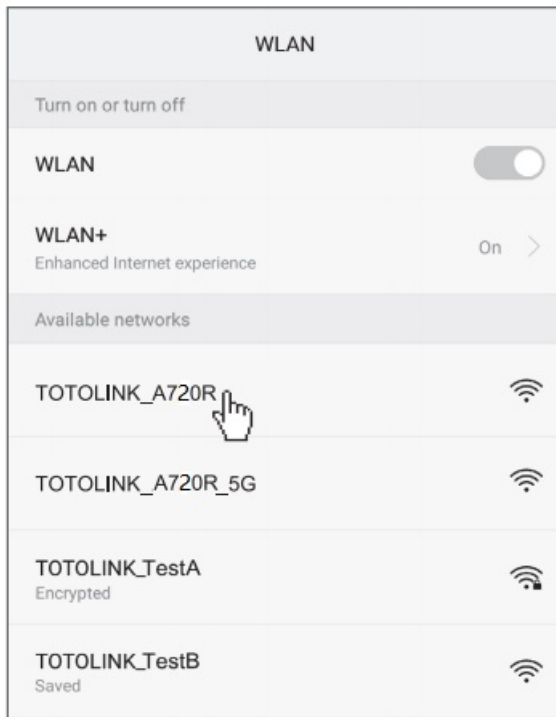 WLAN
Turn on or turn off
WLAN
WLAN+
Enhanced Internet experience
On
Available networks
TOTOLINK_A720R
TOTOLINK_A720R_5G
TOTOLINK_TestA
Encrypted
TOTOLINK_TestB
Saved